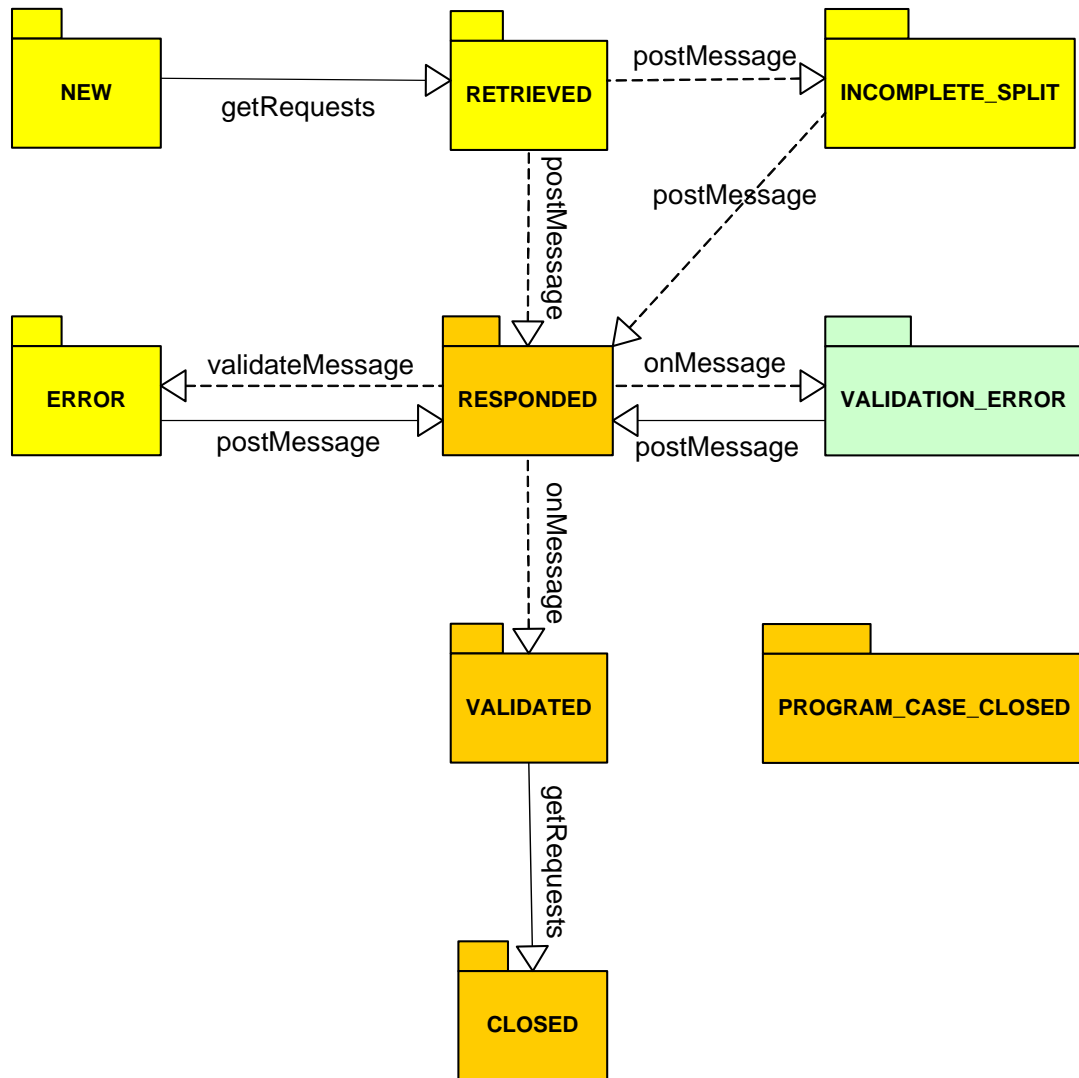 NEW
getRequests
RETRIEVED
postMessage
INCOMPLETE_SPLIT
postMessage
postMessage
ERROR
validateMessage
postMessage
RESPONDED
onMessage
postMessage
VALIDATION_ERROR
onMessage
VALIDATED
PROGRAM_CASE_CLOSED
getRequests
CLOSED